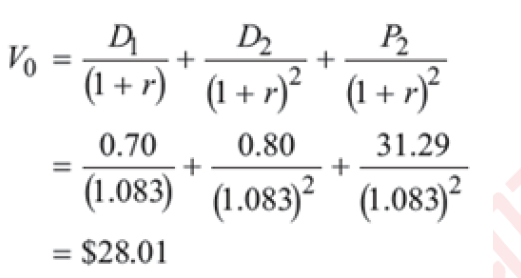 V₀ = D₁/(1 + r) + D₂/(1 + r)² + P₂/(1 + r)²
= 0.70/(1.083) + 0.80/(1.083)² + 31.29/(1.083)²
= $28.01